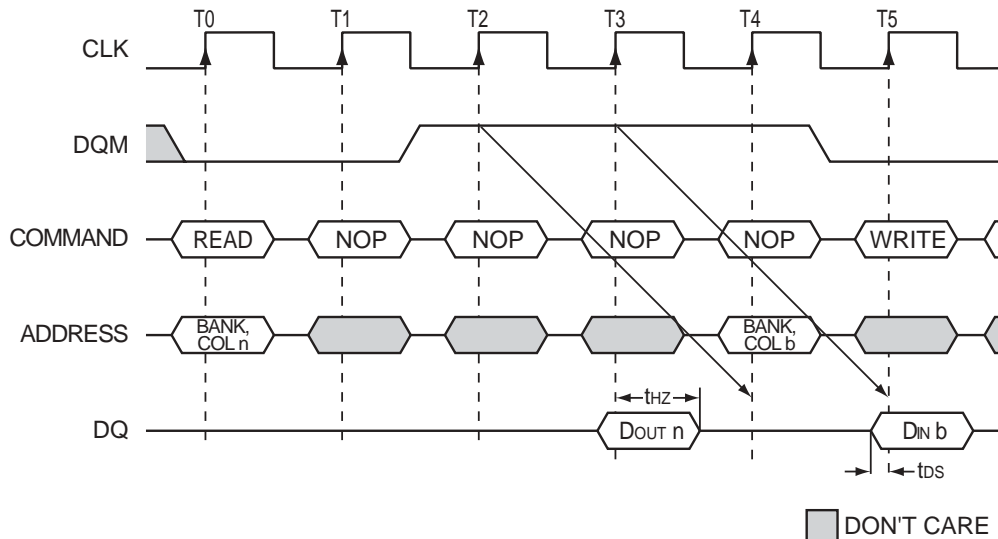 T0 T1 T2 T3 T4 T5
CLK
DQM
COMMAND READ NOP NOP NOP NOP WRITE
ADDRESS BANK, COL n BANK, COL b
tHZ
DQ DOUT n DIN b
tDS
DON'T CARE